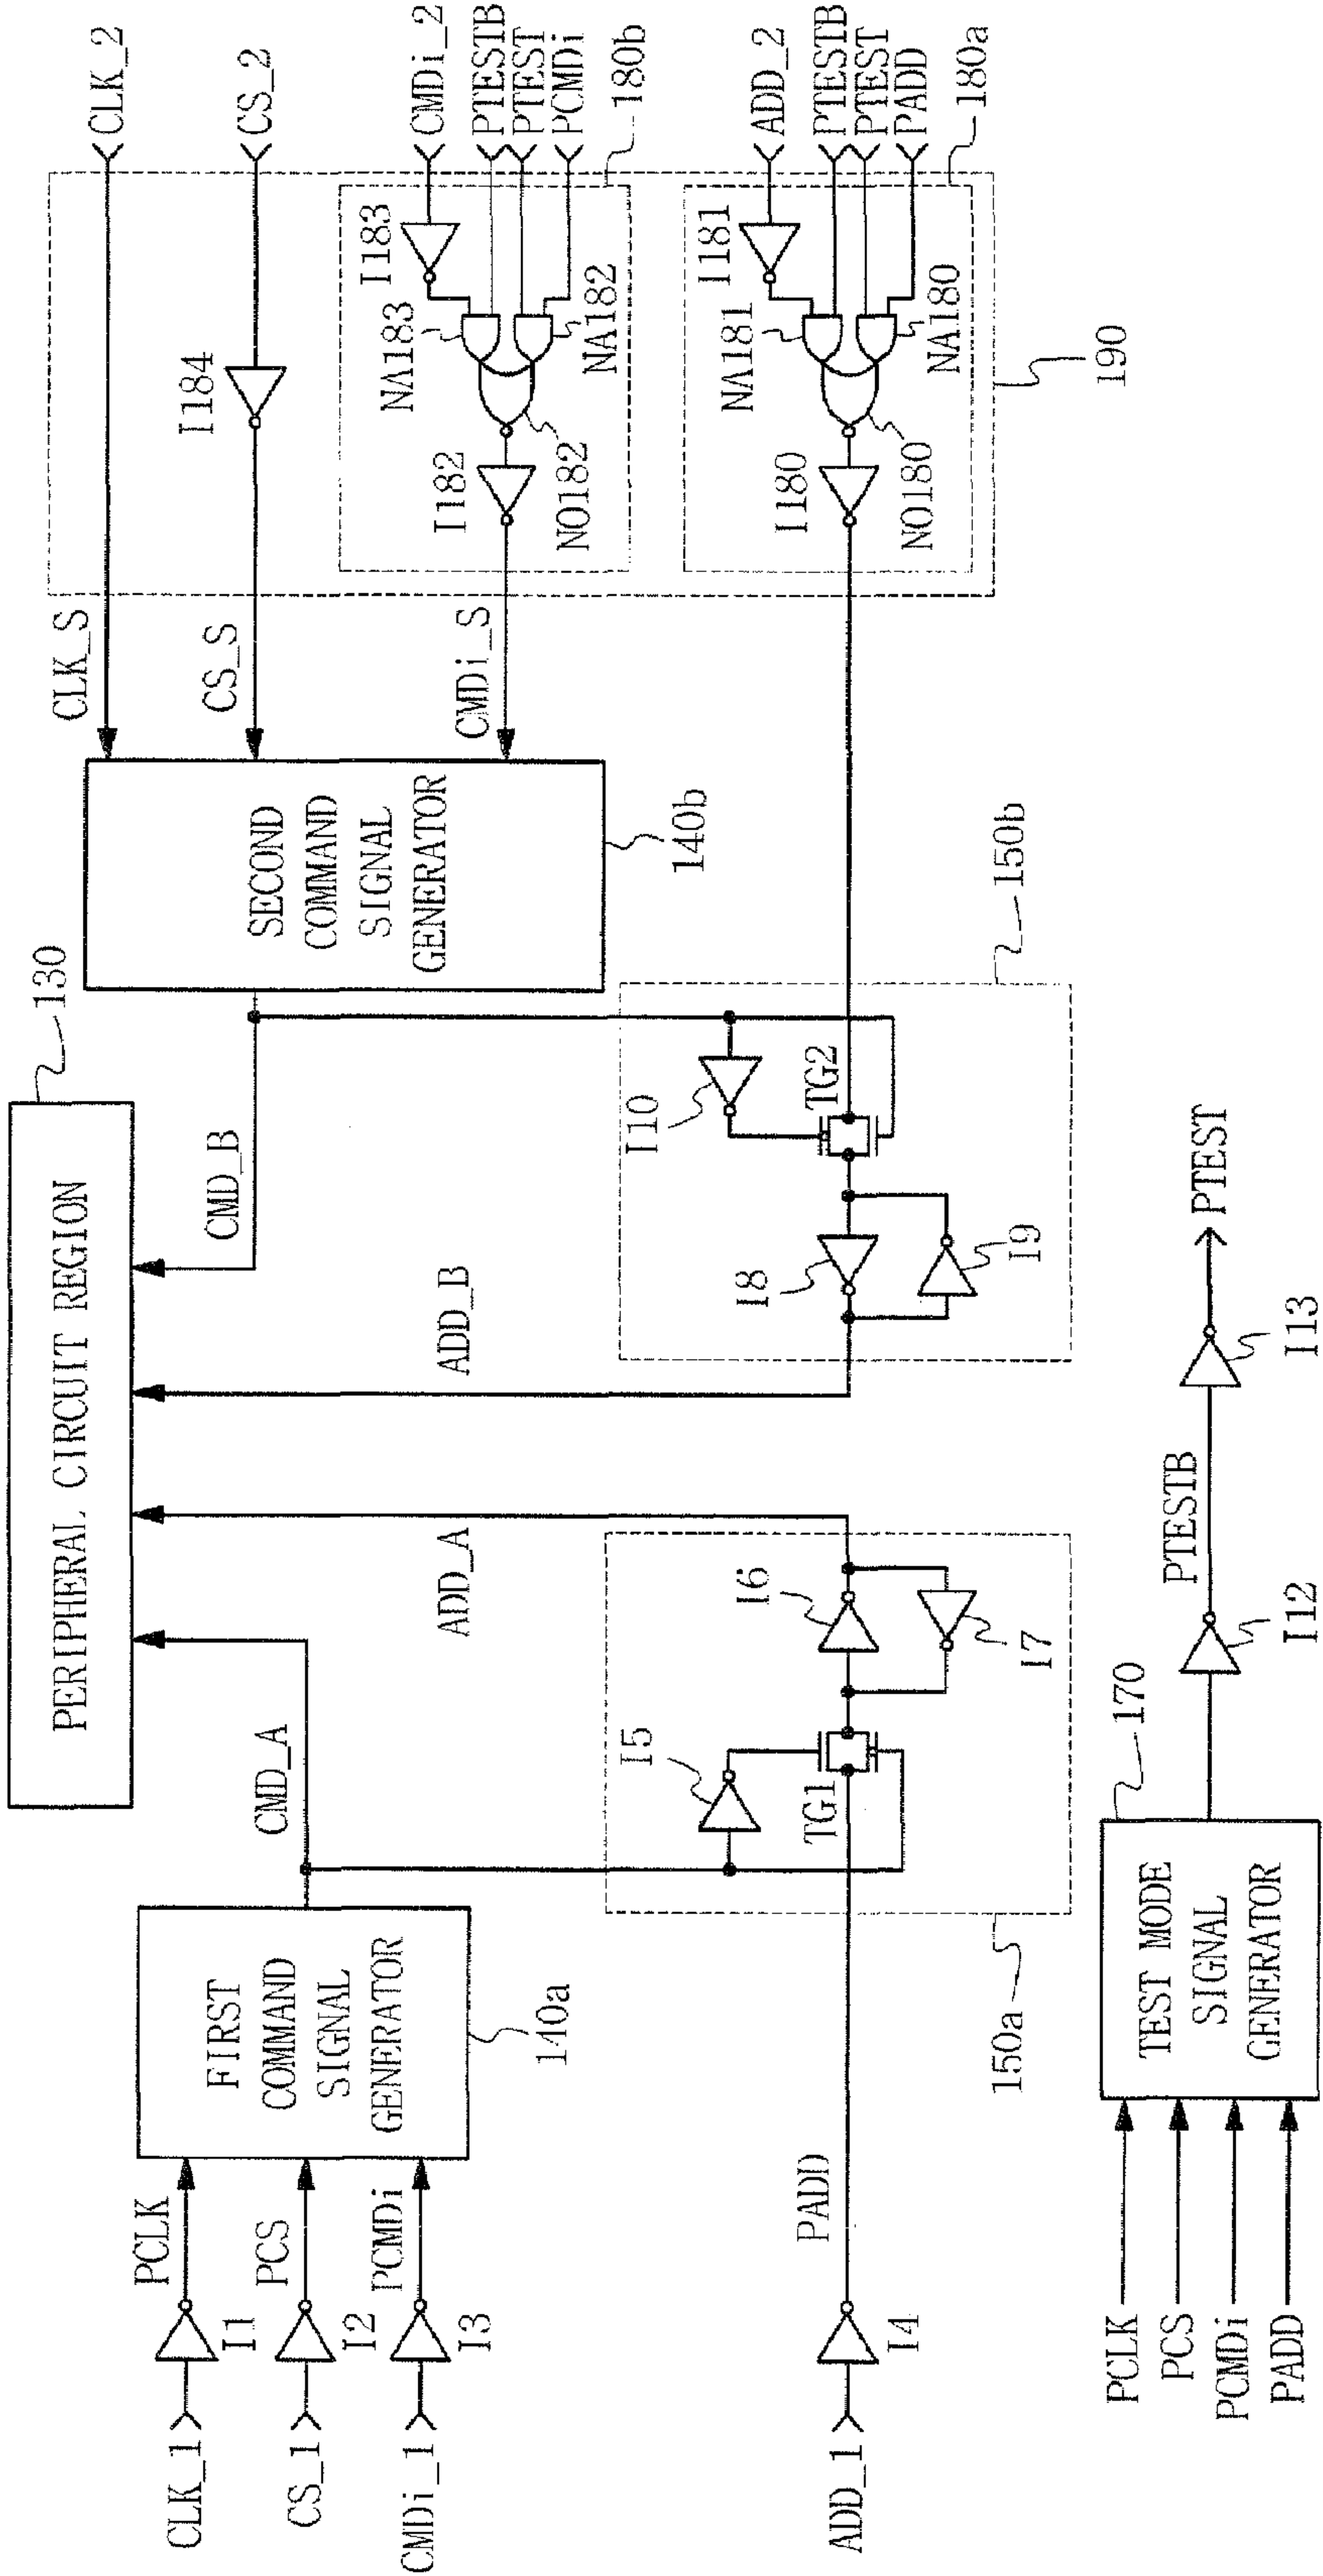 PERIPHERAL CIRCUIT REGION
130
CMD_A
ADD_A
ADD_B
CMD_B
CLK_1
CS_1
CMDi_1
I1
I2
I3
PCLK
PCS
PCMDi
FIRST
COMMAND
SIGNAL
GENERATOR
140a
ADD_1
I4
PADD
I5
TG1
I6
I7
150a
I8
I9
I10
TG2
150b
SECOND
COMMAND
SIGNAL
GENERATOR
140b
CLK_S
CS_S
CMDi_S
I184
I182
NO182
NA183
NA182
I183
180b
I180
NO180
NA181
NA180
I181
180a
190
CLK_2
CS_2
CMDi_2
PTESTB
PTEST
PCMDi
ADD_2
PTESTB
PTEST
PADD
PCLK
PCS
PCMDi
PADD
TEST MODE
SIGNAL
GENERATOR
170
I12
PTESTB
I13
PTEST